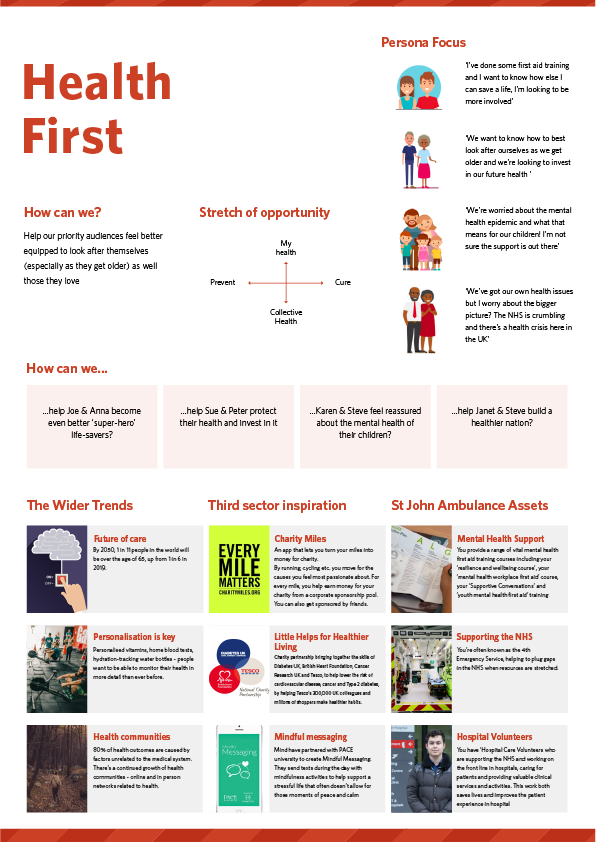 Persona Focus
Health
First
'I've done some first aid training
and I want to know how else I
can save a life, I'm looking to be
more involved'
'We want to know how to best
look after ourselves as we get
older and we're looking to invest
in our future health '
'We're worried about the mental
health epidemic and what that
means for our children! I'm not
sure the support is out there'
'We've got our own health issues
but I worry about the bigger
picture? The NHS is crumbling
and there's a health crisis here in
the UK'
How can we?
Help our priority audiences feel better
equipped to look after themselves
(especially as they get older) as well
those they love
Stretch of opportunity
My
health
Prevent
Cure
Collective
Health
How can we...
...help Joe & Anna become
even better 'super-hero'
life-savers?
...help Sue & Peter protect
their health and invest in it
...Karen & Steve feel reassured
about the mental health of
their children?
...help Janet & Steve build a
healthier nation?
The Wider Trends
Future of care
By 2050, 1 in 11 people in the world will
be over the age of 65, up from 1 in 6 in
2019.
Personalisation is key
Personalised vitamins, home blood tests,
hydration-tracking water bottles – people
want to be able to monitor their health in
more detail than ever before.
Health communities
80% of health outcomes are caused by
factors unrelated to the medical system.
There's a continued growth of health
communities – online and in person
networks related to health.
Third sector inspiration
EVERY
MILE
MATTERS
CHARITYMILES.ORG
Charity Miles
An app that lets you turn your miles into
money for charity.
By running, cycling etc. you move for the
causes you feel most passionate about. For
every mile, you help earn money for your
charity from a corporate sponsorship pool.
You can also get sponsored by friends.
DIABETES UK
TESCO
National Charity
Partnership
Little Helps for Healthier
Living
Charity partnership bringing together the skills of
Diabetes UK, British Heart Foundation, Cancer
Research UK and Tesco, to help lower the risk of
cardiovascular disease, cancer and Type 2 diabetes,
by helping Tesco's 300,000 UK colleagues and
millions of shoppers make healthier habits.
Messaging
PACE
Mindful messaging
Mind have partnered with PACE
university to create Mindful Messaging.
They send tests during the day with
mindfulness activities to help support a
stressful life that often doesn't allow for
those moments of peace and calm
St John Ambulance Assets
Mental Health Support
You provide a range of vital mental health
first aid training courses including your
'resilience and wellbeing course', your
'mental health workplace first aid' course,
your 'Supportive Conversations' and
'youth mental health first aid' training
Supporting the NHS
You're often known as the 4th
Emergency Service, helping to plug gaps
in the NHS when resources are stretched.
Hospital Volunteers
You have 'Hospital Care Volunteers who
are supporting the NHS and working on
the front line in hospitals, caring for
patients and providing valuable clinical
services and activities. This work both
saves lives and improves the patient
experience in hospital